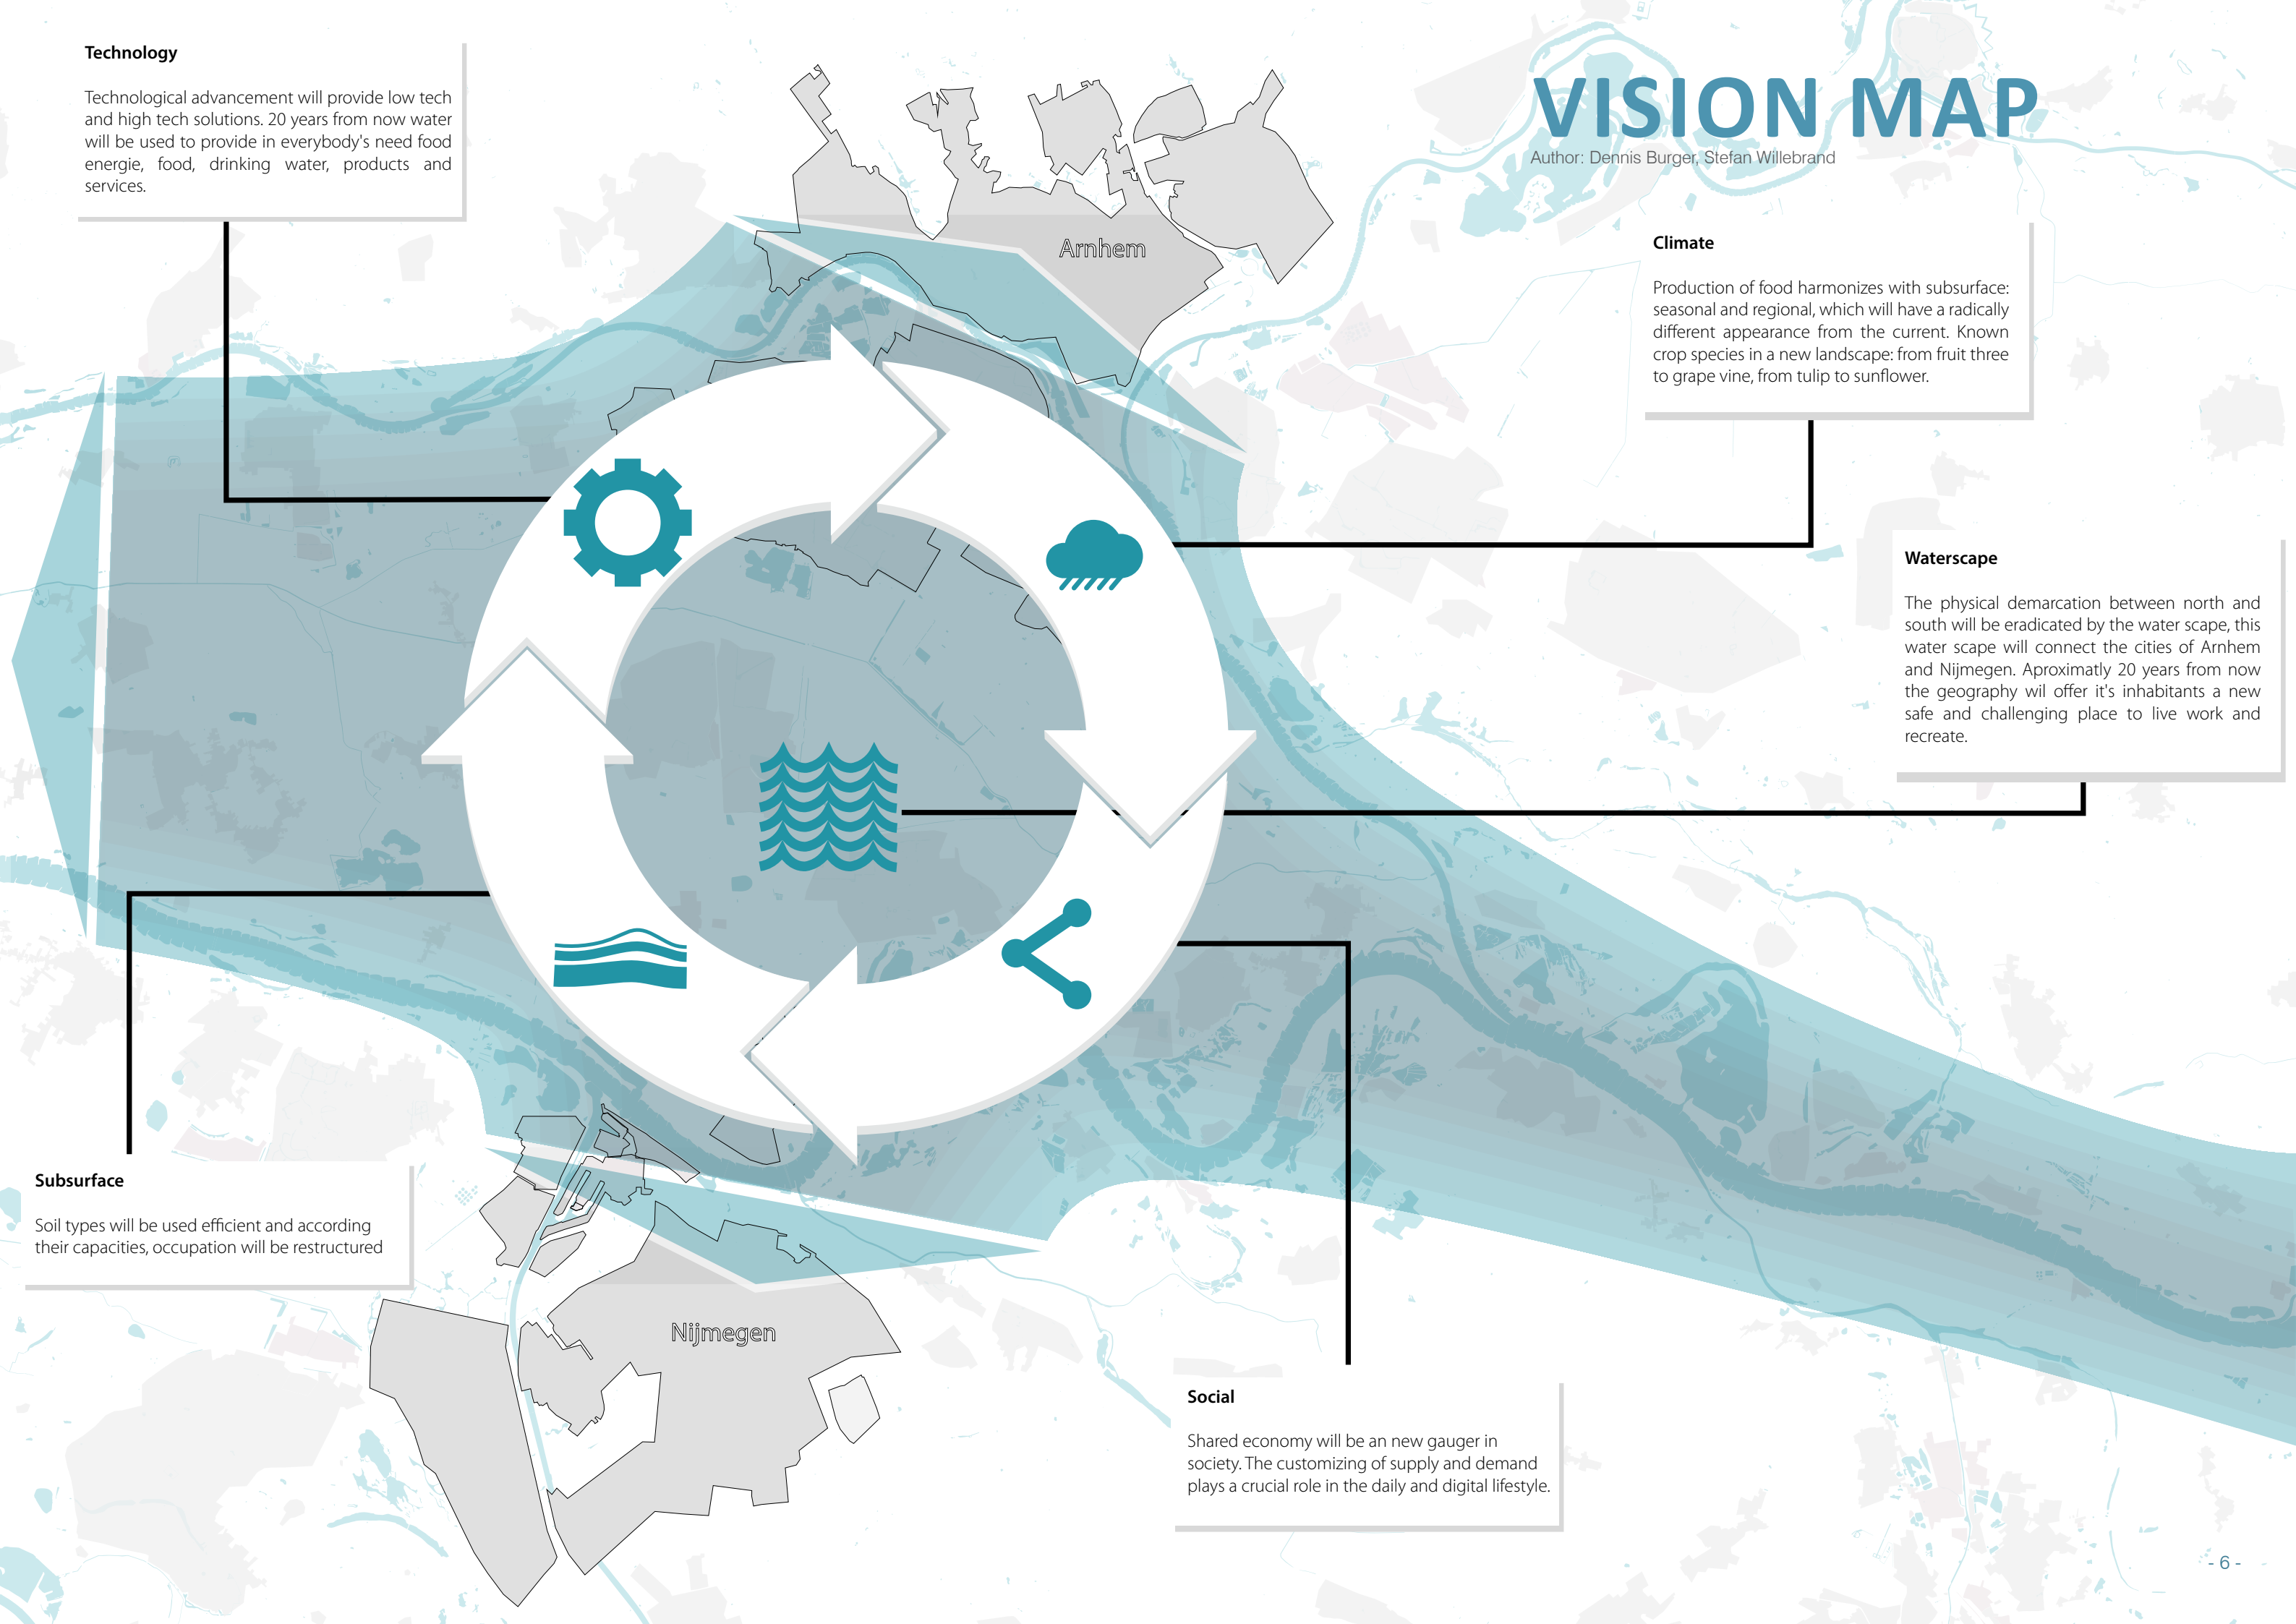 VISION MAP
Author: Dennis Burger, Stefan Willebrand
Technology
Technological advancement will provide low tech
and high tech solutions. 20 years from now water
will be used to provide in everybody's need food
energie, food, drinking water, products and
services.
Arnhem
Climate
Production of food harmonizes with subsurface:
seasonal and regional, which will have a radically
different appearance from the current. Known
crop species in a new landscape: from fruit three
to grape vine, from tulip to sunflower.
Waterscape
The physical demarcation between north and
south will be eradicated by the water scape, this
water scape will connect the cities of Arnhem
and Nijmegen. Aproximatly 20 years from now
the geography wil offer it's inhabitants a new
safe and challenging place to live work and
recreate.
Subsurface
Soil types will be used efficient and according
their capacities, occupation will be restructured
Nijmegen
Social
Shared economy will be an new gauger in
society. The customizing of supply and demand
plays a crucial role in the daily and digital lifestyle.
- 6 -